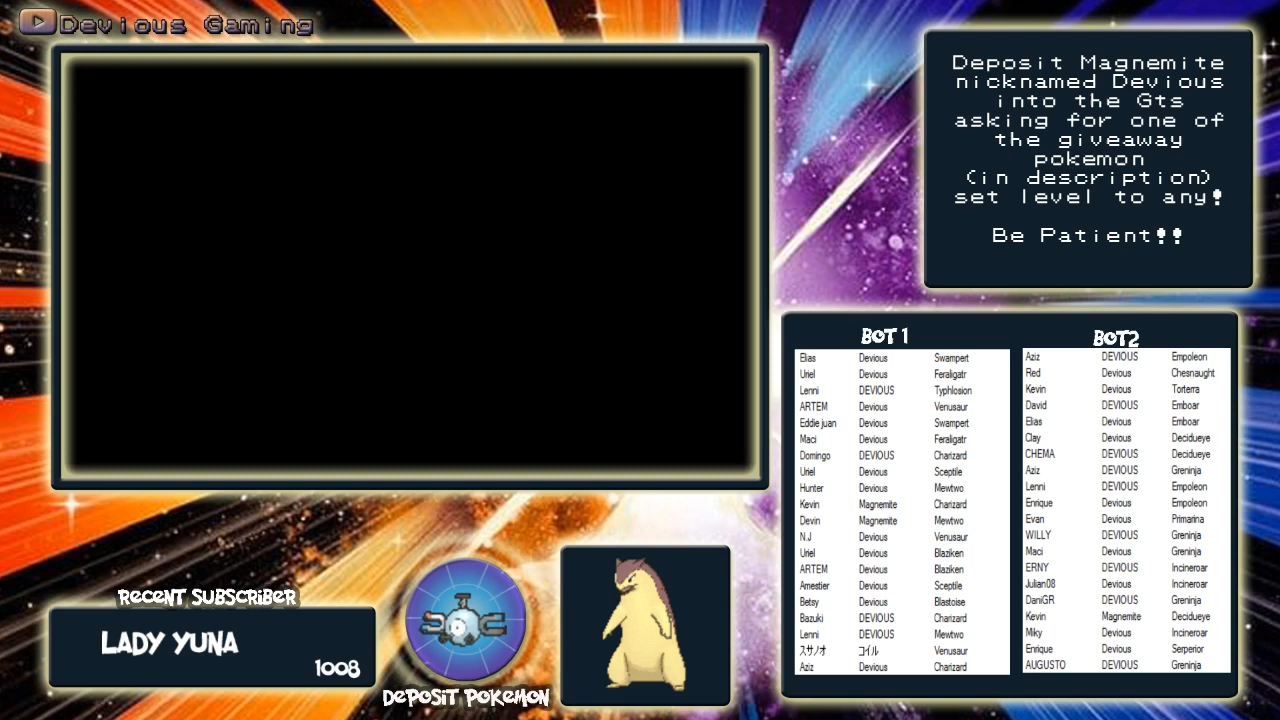 Devious Gaming
Deposit Magnemite
nicknamed Devious
into the Gts
asking for one of
the giveaway
pokemon
(in description)
set level to any!
Be Patient!!
BOT 1
Elias Devious Swampert
Uriel Devious Feraligatr
Lenni DEVIOUS Typhlosion
ARTEM Devious Venusaur
Eddie juan Devious Swampert
Maci Devious Feraligatr
Domingo DEVIOUS Charizard
Uriel Devious Sceptile
Hunter Devious Mewtwo
Kevin Magnemite Charizard
Devin Magnemite Mewtwo
N.J Devious Venusaur
Uriel Devious Blaziken
ARTEM Devious Blaziken
Amestier Devious Sceptile
Betsy Devious Blastoise
Bazuki DEVIOUS Charizard
Lenni DEVIOUS Mewtwo
スサノオ コイル Venusaur
Aziz Devious Charizard
BOT2
Aziz DEVIOUS Empoleon
Red Devious Chesnaught
Kevin Devious Torterra
David DEVIOUS Emboar
Elias Devious Emboar
Clay Devious Decidueye
CHEMA DEVIOUS Decidueye
Aziz DEVIOUS Greninja
Lenni DEVIOUS Empoleon
Enrique Devious Empoleon
Evan Devious Primarina
WILLY DEVIOUS Greninja
Maci Devious Greninja
ERNY DEVIOUS Incineroar
Julian08 Devious Incineroar
DaniGR DEVIOUS Greninja
Kevin Magnemite Decidueye
Miky Devious Incineroar
Enrique Devious Serperior
AUGUSTO DEVIOUS Greninja
RECENT SUBSCRIBER
LADY YUNA
1008
DEPOSIT POKEMON